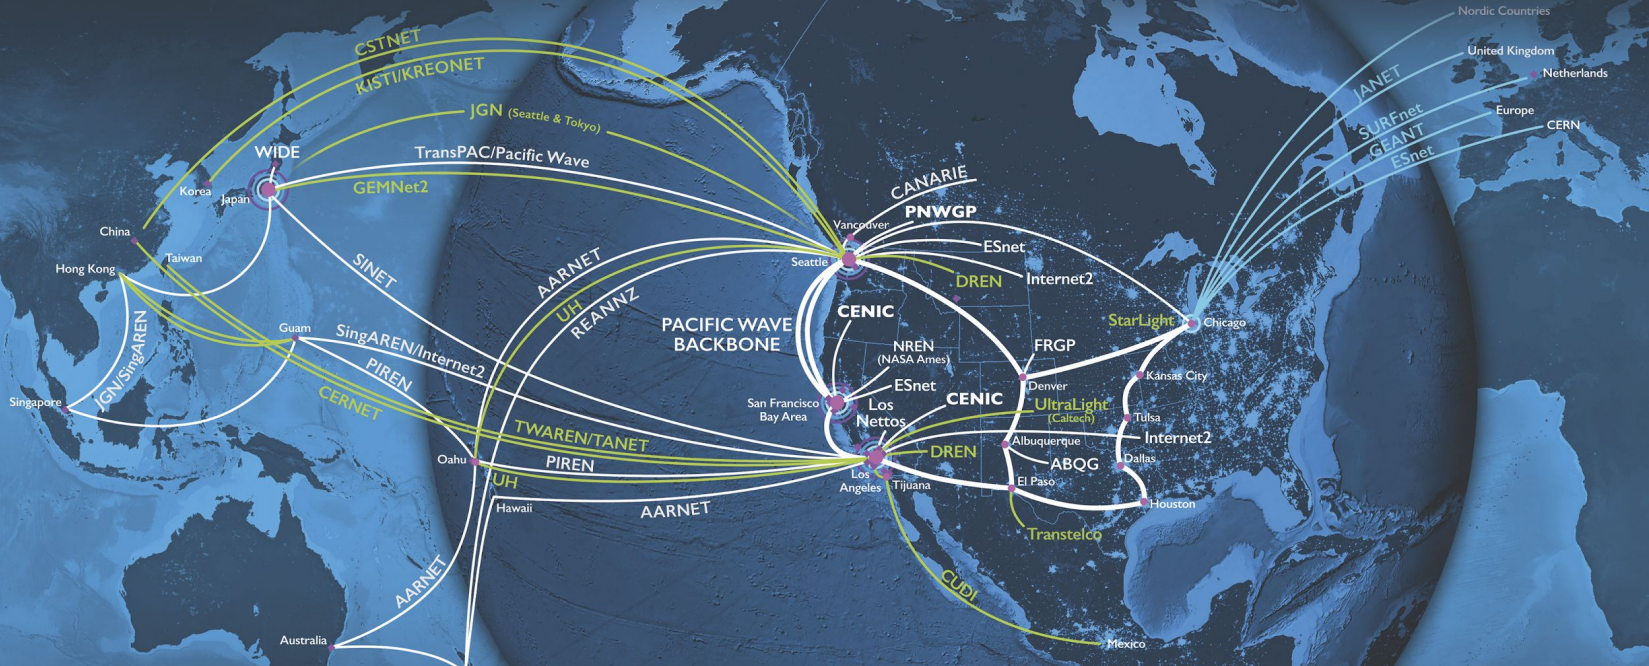 CSTNET
KISTI/KREONET
JGN (Seattle & Tokyo)
WIDE
TransPAC/Pacific Wave
GEMNet2
Korea
Japan
China
Taiwan
Hong Kong
SINET
JGN/SingAREN
Guam
SingAREN/Internet2
PIREN
CERNET
Singapore
AARNET
UH
REANNZ
TWAREN/TANET
Oahu
PIREN
UH
Hawaii
AARNET
AARNET
Australia
PACIFIC WAVE
BACKBONE
CANARIE
PNWGP
Vancouver
Seattle
ESnet
DREN
Internet2
CENIC
NREN
(NASA Ames)
ESnet
San Francisco
Bay Area
Los
Nettos
CENIC
FRGP
Denver
UltraLight
(Caltech)
Internet2
DREN
Albuquerque
ABQG
Los
Angeles
Tijuana
El Paso
Transtelco
CUDI
Mexico
StarLight
Chicago
Kansas City
Tulsa
Dallas
Houston
Nordic Countries
United Kingdom
Netherlands
Europe
CERN
JANET
SURFnet
GEANT
ESnet